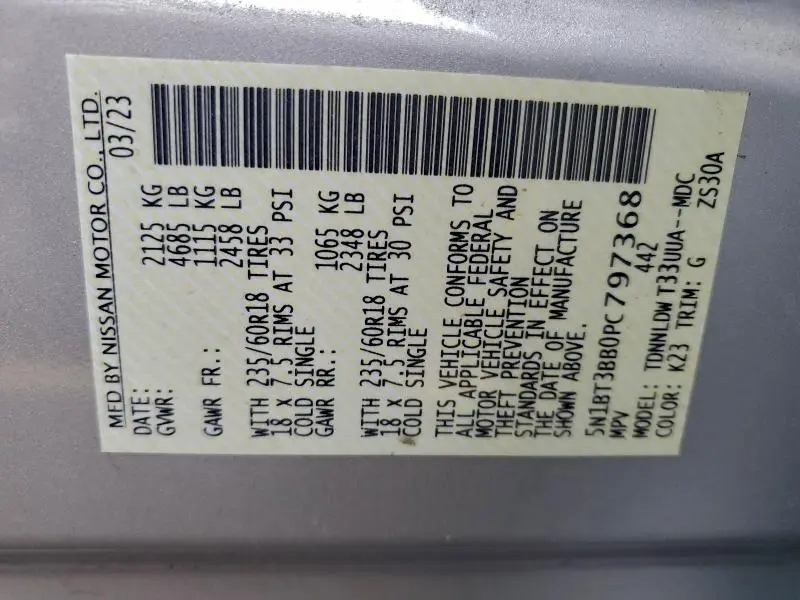 MFD BY NISSAN MOTOR CO., LTD.
DATE: 03/23
GVWR: 2125 KG
4685 LB
GAWR FR.: 1115 KG
2458 LB
WITH 235/60R18 TIRES
18 X 7.5 RIMS AT 33 PSI
COLD SINGLE
GAWR RR.: 1065 KG
2348 LB
WITH 235/60R18 TIRES
18 X 7.5 RIMS AT 30 PSI
COLD SINGLE
THIS VEHICLE CONFORMS TO
ALL APPLICABLE FEDERAL
MOTOR VEHICLE SAFETY AND
THEFT PREVENTION
STANDARDS IN EFFECT ON
THE DATE OF MANUFACTURE
SHOWN ABOVE.
5N1BT3BB0PC797368
MPV 442
MODEL: TDNNLDW T33UUA--MDC
COLOR: K23 TRIM: G ZS30A